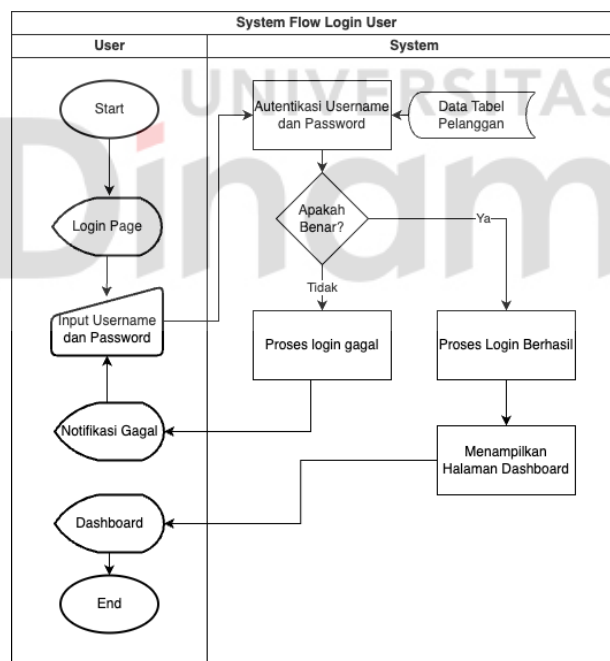 System Flow Login User
User
System
UNIVERSITAS
Dinam
Start
Autentikasi Username
dan Password
Data Tabel
Pelanggan
Login Page
Apakah
Benar?
Ya
Tidak
Input Username
dan Password
Proses login gagal
Proses Login Berhasil
Notifikasi Gagal
Menampilkan
Halaman Dashboard
Dashboard
End